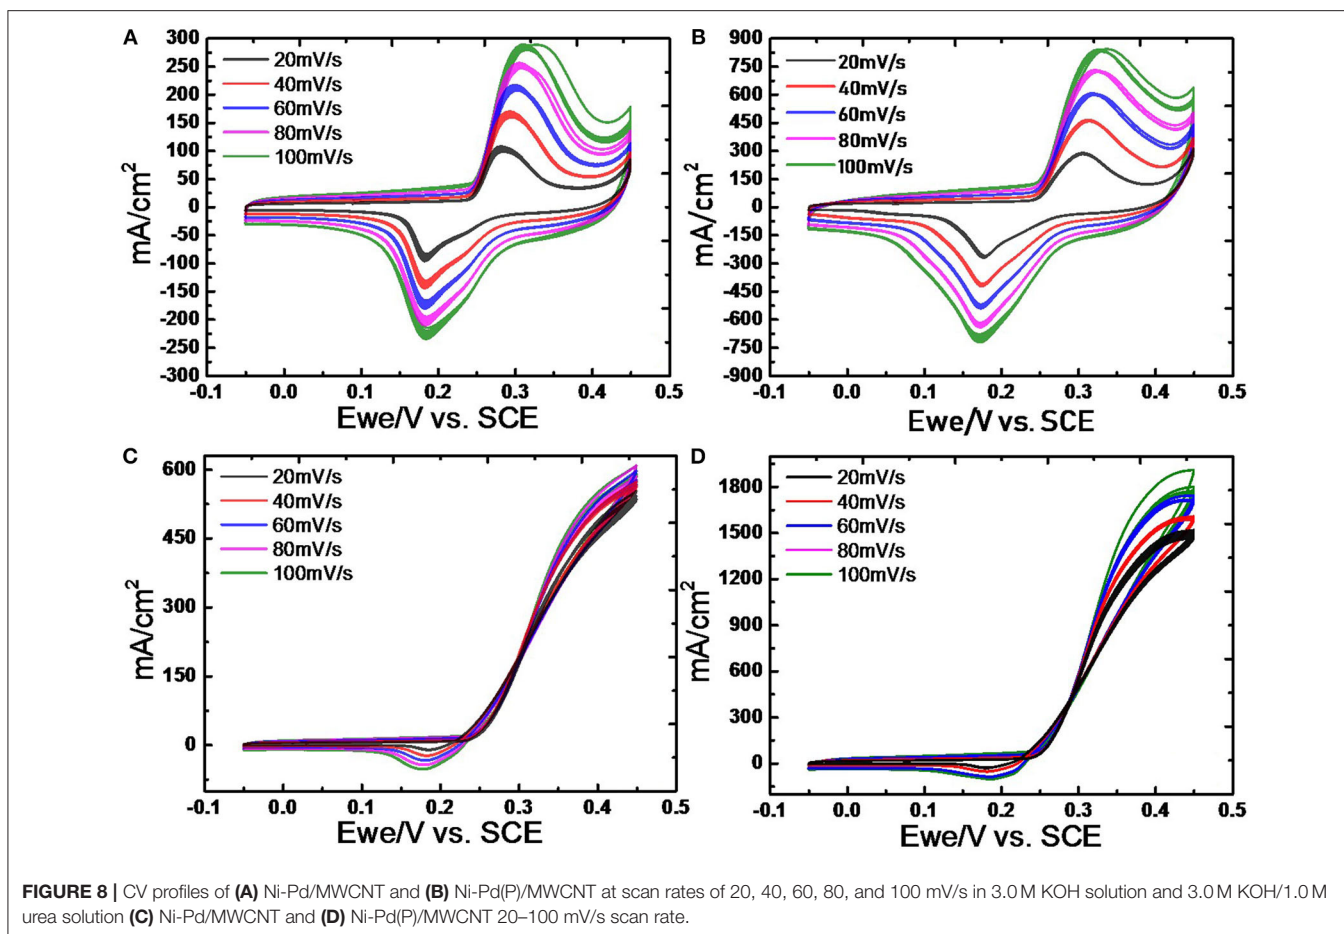 A
300
250
200
150
100
50
0
-50
-100
-150
-200
-250
-300
mA/cm²
20mV/s
40mV/s
60mV/s
80mV/s
100mV/s
-0.1 0.0 0.1 0.2 0.3 0.4 0.5
Ewe/V vs. SCE
B
900
750
600
450
300
150
0
-150
-300
-450
-600
-750
-900
mA/cm²
20mV/s
40mV/s
60mV/s
80mV/s
100mV/s
-0.1 0.0 0.1 0.2 0.3 0.4 0.5
Ewe/V vs. SCE
C
600
450
300
150
0
mA/cm²
20mV/s
40mV/s
60mV/s
80mV/s
100mV/s
-0.1 0.0 0.1 0.2 0.3 0.4 0.5
Ewe/V vs. SCE
D
1800
1500
1200
900
600
300
0
mA/cm²
20mV/s
40mV/s
60mV/s
80mV/s
100mV/s
-0.1 0.0 0.1 0.2 0.3 0.4 0.5
Ewe/V vs. SCE
FIGURE 8 | CV profiles of (A) Ni-Pd/MWCNT and (B) Ni-Pd(P)/MWCNT at scan rates of 20, 40, 60, 80, and 100 mV/s in 3.0 M KOH solution and 3.0 M KOH/1.0 M
urea solution (C) Ni-Pd/MWCNT and (D) Ni-Pd(P)/MWCNT 20–100 mV/s scan rate.